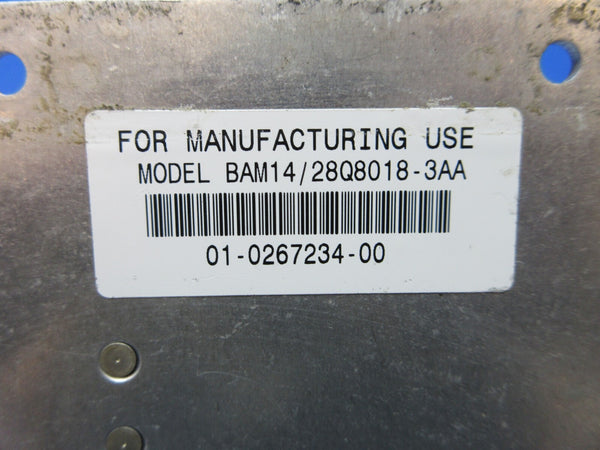 FOR MANUFACTURING USE
MODEL BAM14/28Q8018-3AA
01-0267234-00